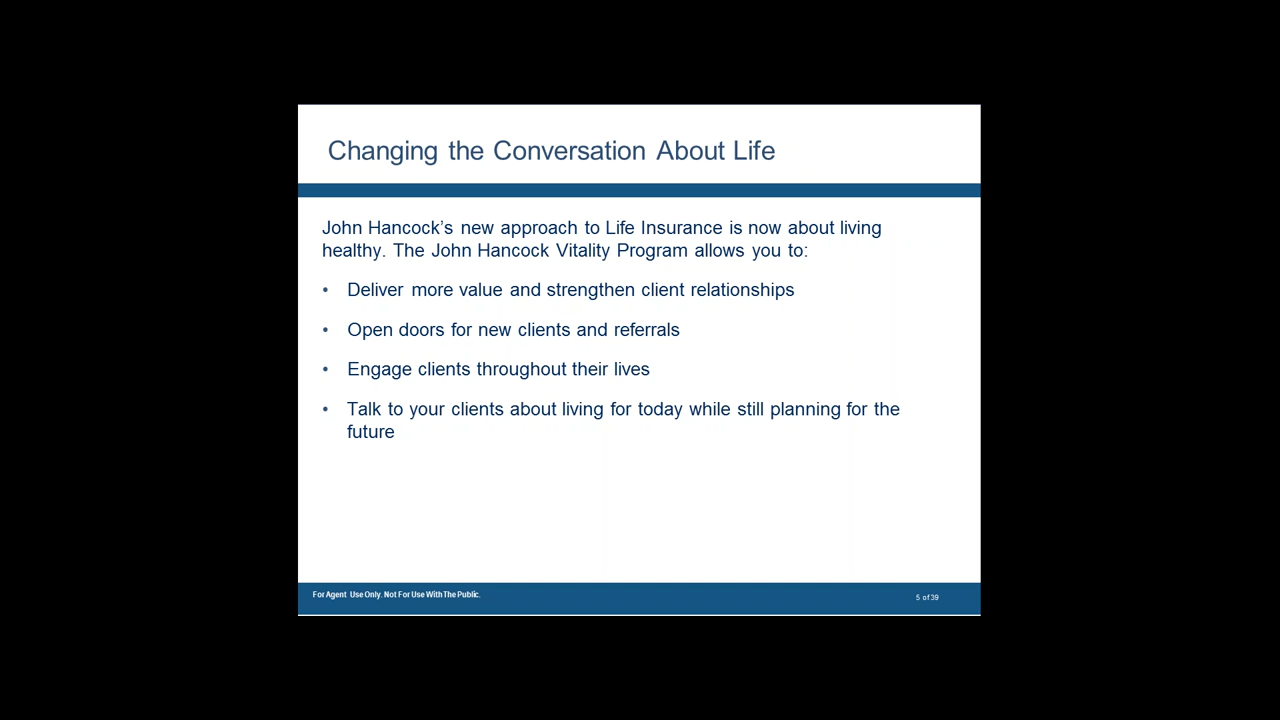 Changing the Conversation About Life
John Hancock’s new approach to Life Insurance is now about living
healthy. The John Hancock Vitality Program allows you to:
• Deliver more value and strengthen client relationships
• Open doors for new clients and referrals
• Engage clients throughout their lives
• Talk to your clients about living for today while still planning for the
future
For Agent Use Only. Not For Use With The Public.
5 of 39